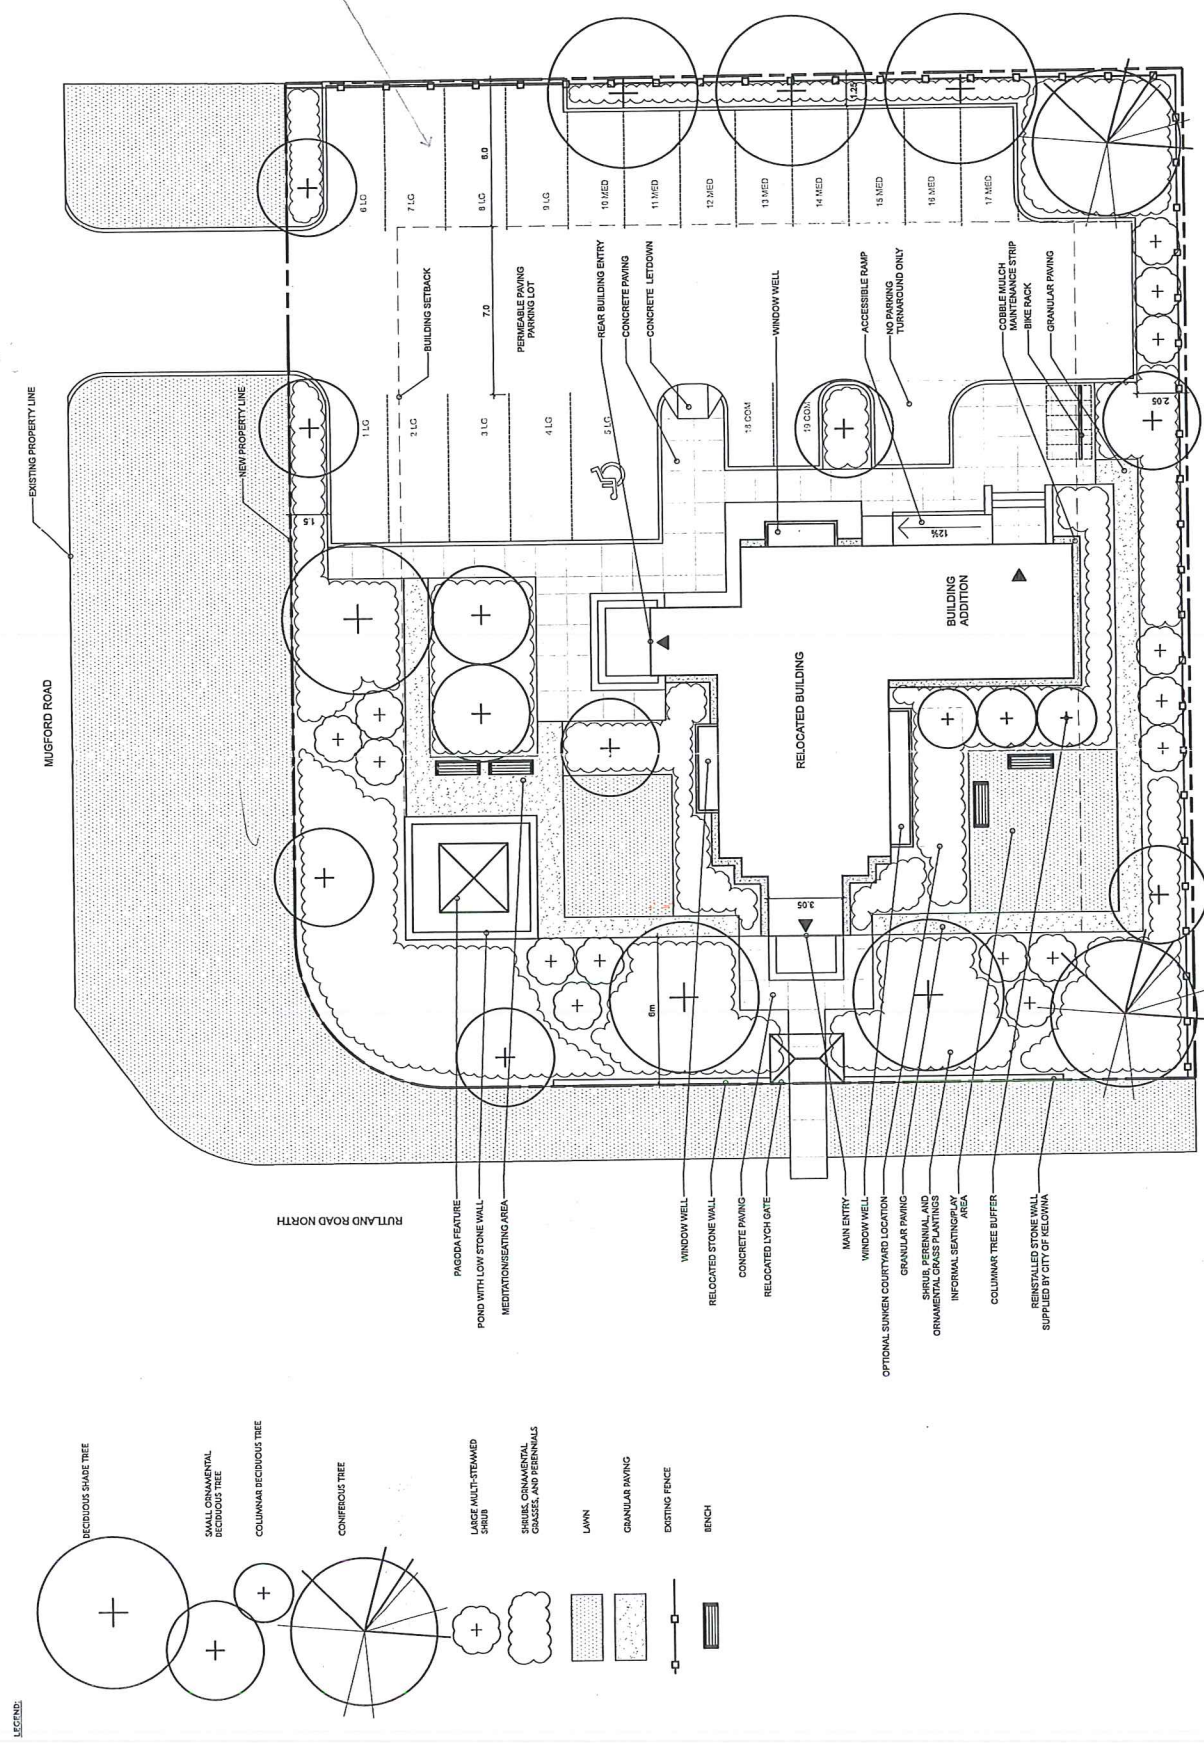 EXISTING PROPERTY LINE
NEW PROPERTY LINE
MUGFORD ROAD
BUILDING SETBACK
PERMEABLE PAVING
PARKING LOT
REAR BUILDING ENTRY
CONCRETE PAVING
CONCRETE LETDOWN
WINDOW WELL
ACCESSIBLE RAMP
NO PARKING
TURNAROUND ONLY
COBBLE MULCH
MAINTENANCE STRIP
BIKE RACK
GRANULAR PAVING
6 LG
7 LG
8 LG
9 LG
10 MED
11 MED
12 MED
13 MED
14 MED
15 MED
16 MED
17 MED
6.0
7.0
1.25
1 LG
2 LG
3 LG
4 LG
5 LG
18 COM
19 COM
2.05
1.5
12%
BUILDING
ADDITION
RELOCATED BUILDING
3.05
6m
RUTLAND ROAD NORTH
PAGODA FEATURE
POND WITH LOW STONE WALL
MEDITATION/SEATING AREA
WINDOW WELL
RELOCATED STONE WALL
CONCRETE PAVING
RELOCATED LYCH GATE
MAIN ENTRY
WINDOW WELL
OPTIONAL SUNKEN COURTYARD LOCATION
GRANULAR PAVING
SHRUB, PERENNIAL, AND
ORNAMENTAL GRASS PLANTINGS
INFORMAL SEATING/PLAY
AREA
COLUMNAR TREE BUFFER
REINSTALLED STONE WALL
SUPPLIED BY CITY OF KELOWNA
LEGEND:
DECIDUOUS SHADE TREE
SMALL ORNAMENTAL
DECIDUOUS TREE
COLUMNAR DECIDUOUS TREE
CONIFEROUS TREE
LARGE MULTI-STEMMED
SHRUB
SHRUBS, ORNAMENTAL
GRASSES, AND PERENNIALS
LAWN
GRANULAR PAVING
EXISTING FENCE
BENCH